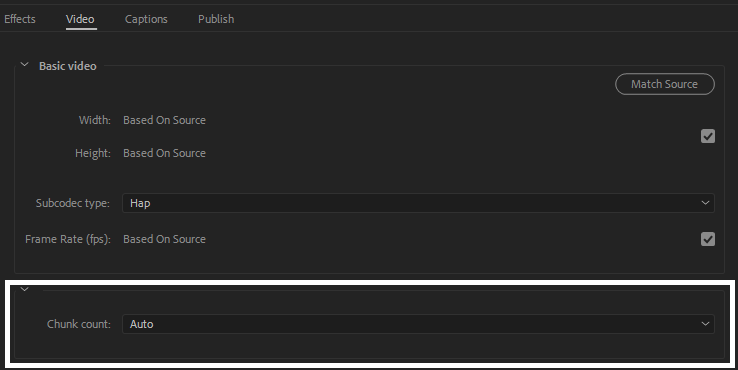 Effects Video Captions Publish
Basic video
Match Source
Width: Based On Source
Height: Based On Source
Subcodec type: Hap
Frame Rate (fps): Based On Source
Chunk count: Auto